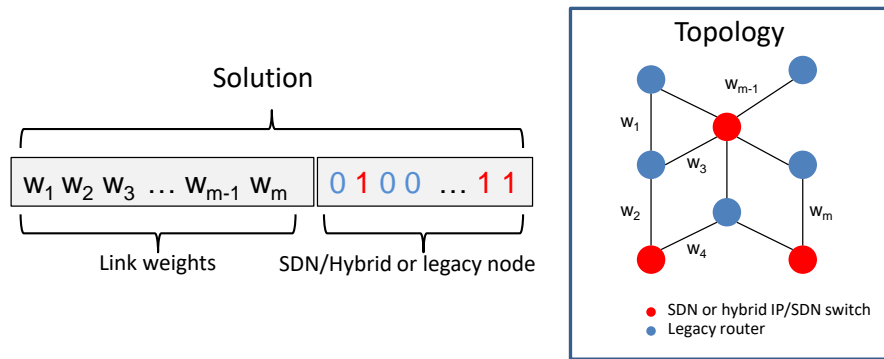 Solution
w1 w2 w3 … wm-1 wm 0 1 0 0 … 1 1
Link weights
SDN/Hybrid or legacy node
Topology
wm-1
w1
w3
w2
wm
w4
SDN or hybrid IP/SDN switch
Legacy router